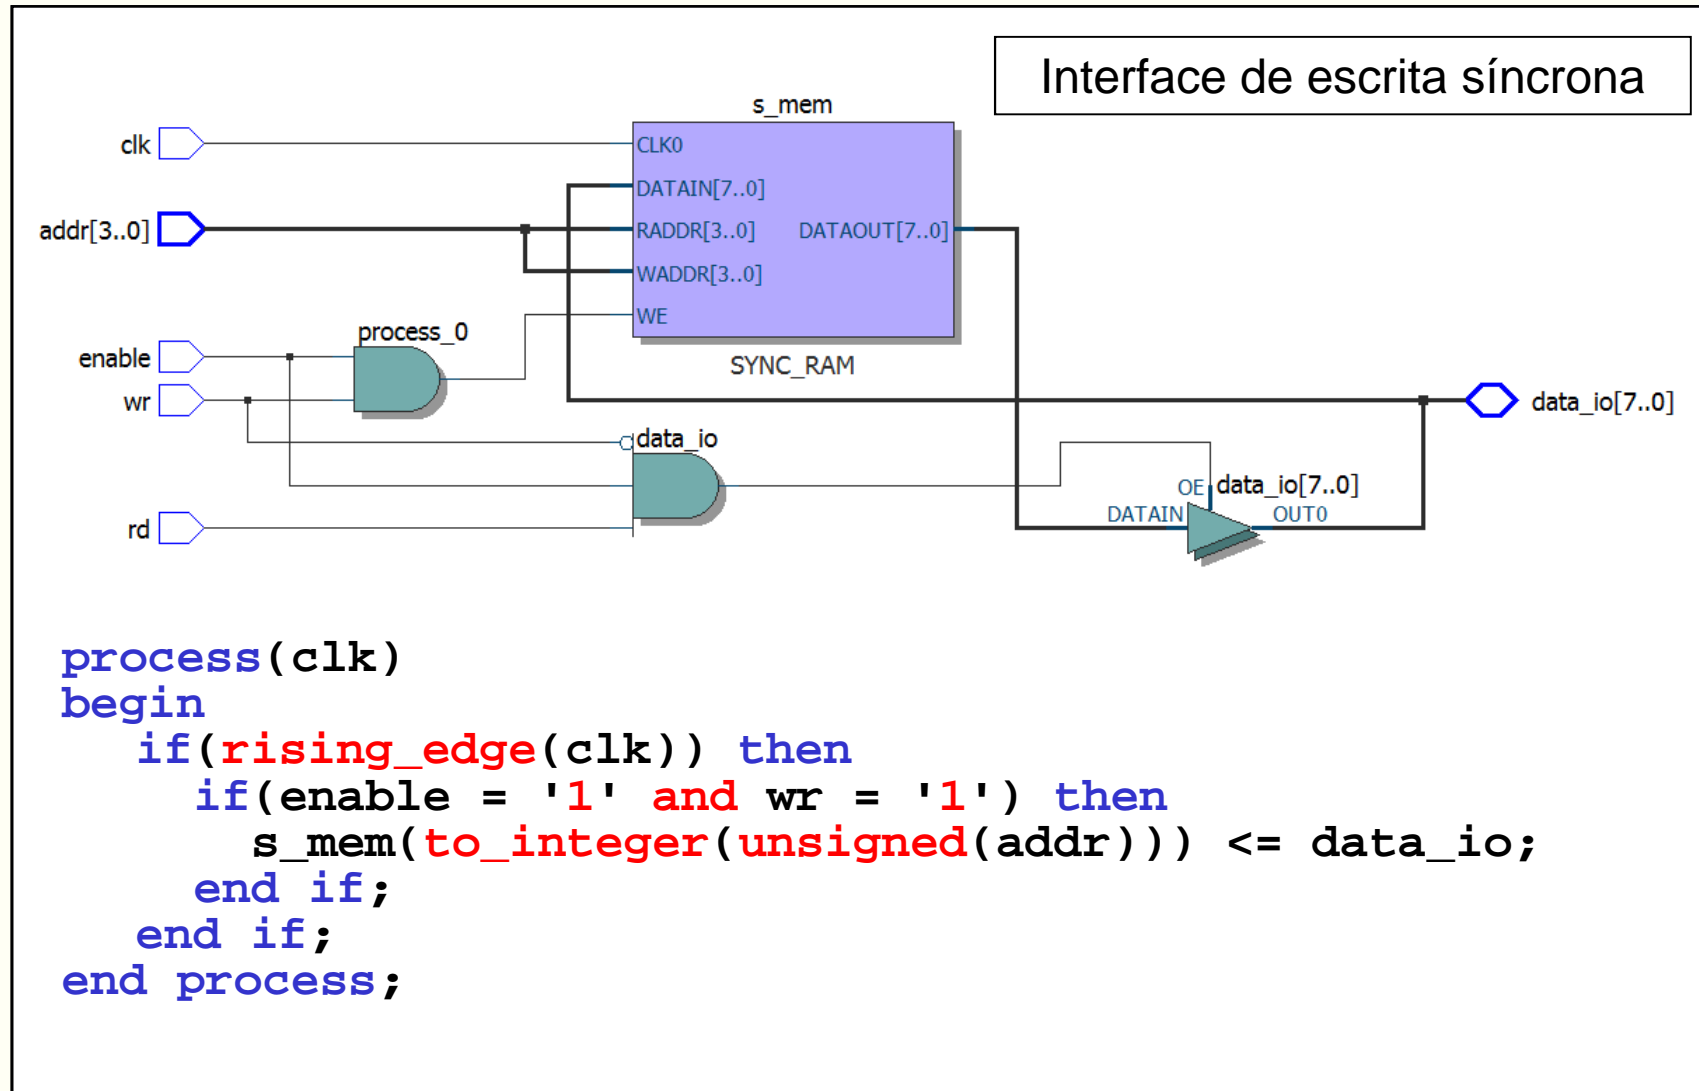 Interface de escrita síncrona
s_mem
clk
CLK0
DATAIN[7..0]
addr[3..0]
RADDR[3..0] DATAOUT[7..0]
WADDR[3..0]
WE
process_0
enable
SYNC_RAM
wr
data_io[7..0]
data_io
OE data_io[7..0]
DATAIN OUT0
rd
process(clk)
begin
if(rising_edge(clk)) then
if(enable = '1' and wr = '1') then
s_mem(to_integer(unsigned(addr))) <= data_io;
end if;
end if;
end process;